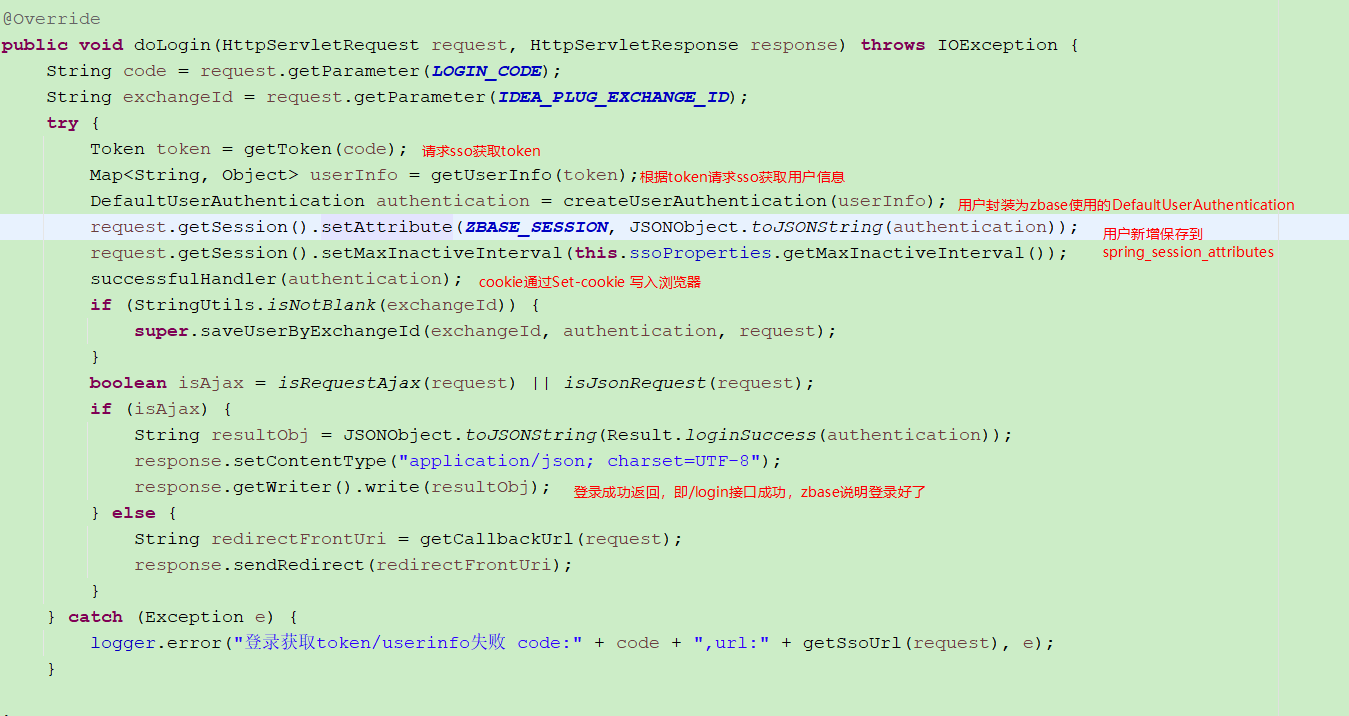 @Override
public void doLogin(HttpServletRequest request, HttpServletResponse response) throws IOException {
String code = request.getParameter(LOGIN_CODE);
String exchangeId = request.getParameter(IDEA_PLUG_EXCHANGE_ID);
try {
Token token = getToken(code); 请求sso获取token
Map<String, Object> userInfo = getUserInfo(token);根据token请求sso获取用户信息
DefaultUserAuthentication authentication = createUserAuthentication(userInfo); 用户封装为zbase使用的DefaultUserAuthentication
request.getSession().setAttribute(ZBASE_SESSION, JSONObject.toJSONString(authentication)); 用户新增保存到
request.getSession().setMaxInactiveInterval(this.ssoProperties.getMaxInactiveInterval()); spring_session_attributes
successfulHandler(authentication); cookie通过Set-cookie 写入浏览器
if (StringUtils.isNotBlank(exchangeId)) {
super.saveUserByExchangeId(exchangeId, authentication, request);
}
boolean isAjax = isRequestAjax(request) || isJsonRequest(request);
if (isAjax) {
String resultObj = JSONObject.toJSONString(Result.loginSuccess(authentication));
response.setContentType("application/json; charset=UTF-8");
response.getWriter().write(resultObj); 登录成功返回，即/login接口成功，zbase说明登录好了
} else {
String redirectFrontUri = getCallbackUrl(request);
response.sendRedirect(redirectFrontUri);
}
} catch (Exception e) {
logger.error("登录获取token/userinfo失败 code:" + code + ",url:" + getSsoUrl(request), e);
}